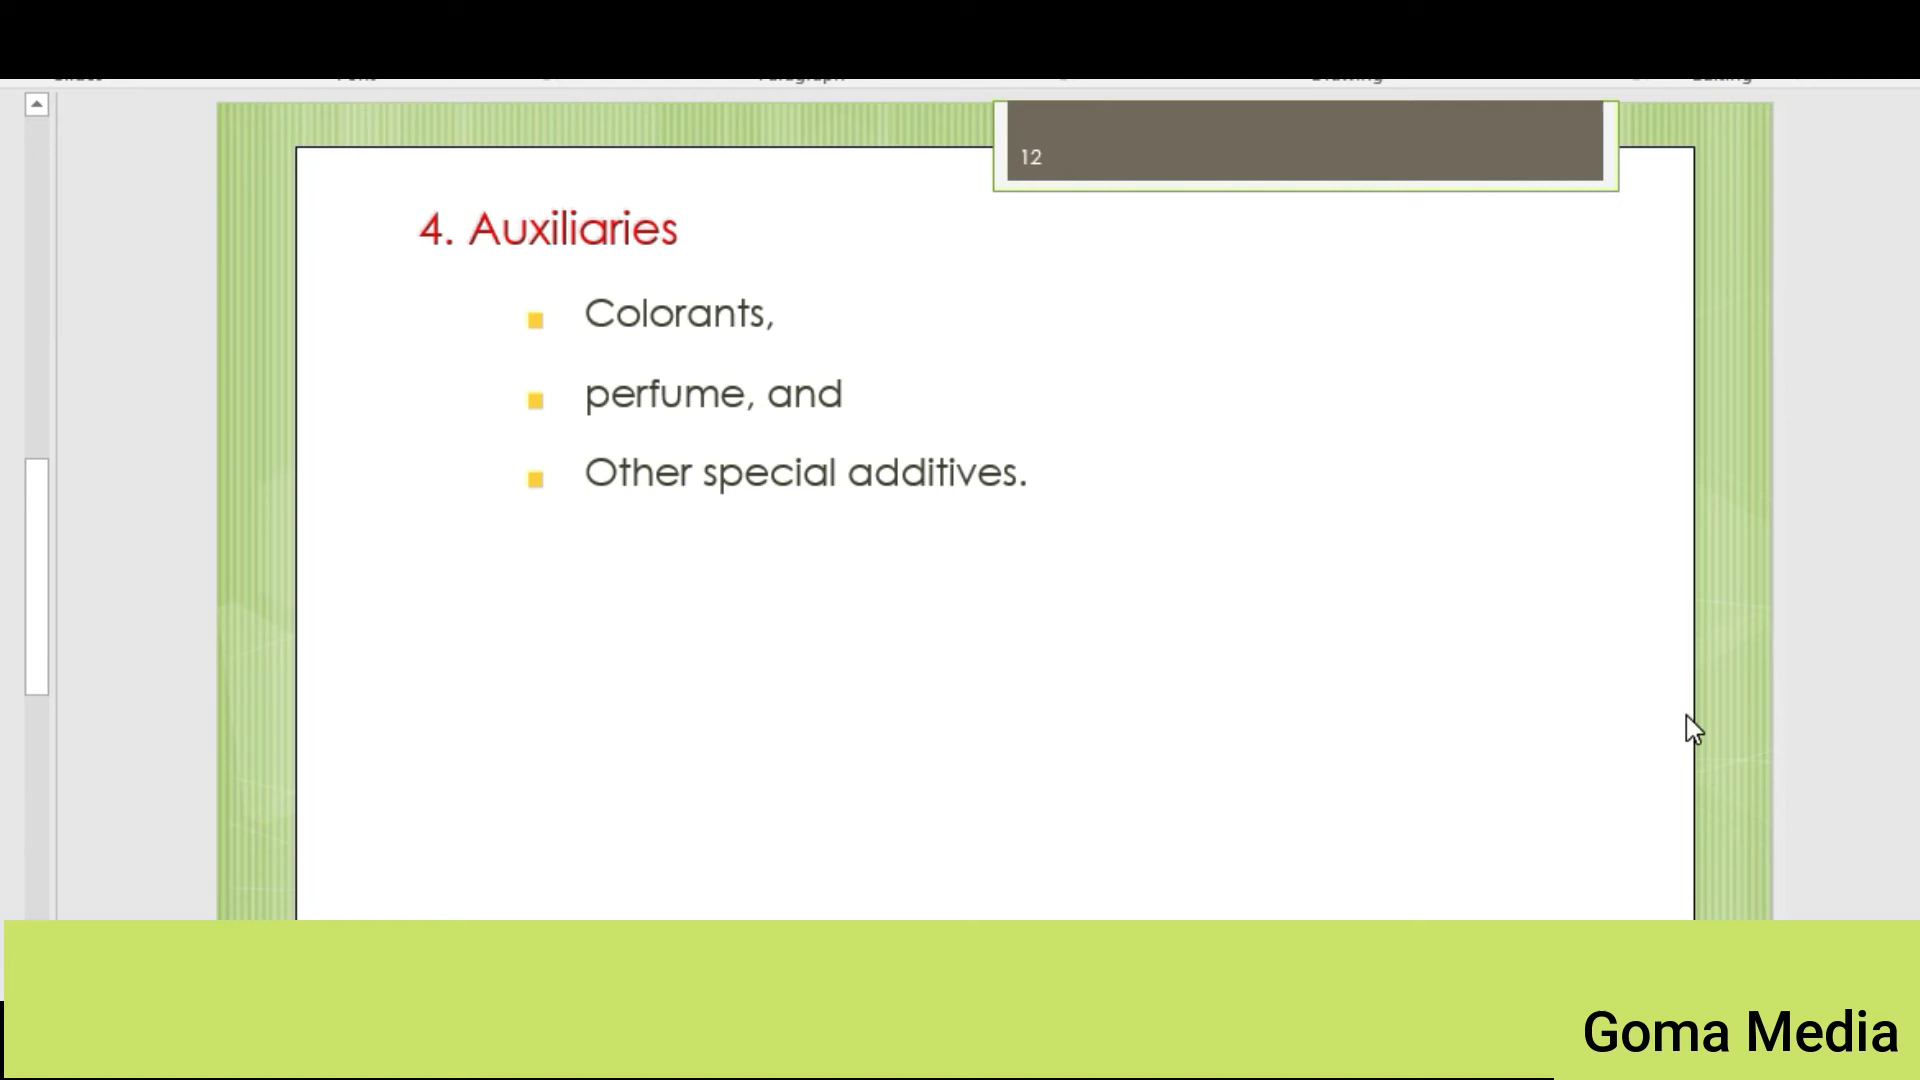 12
4. Auxiliaries
Colorants,
perfume, and
Other special additives.
Goma Media